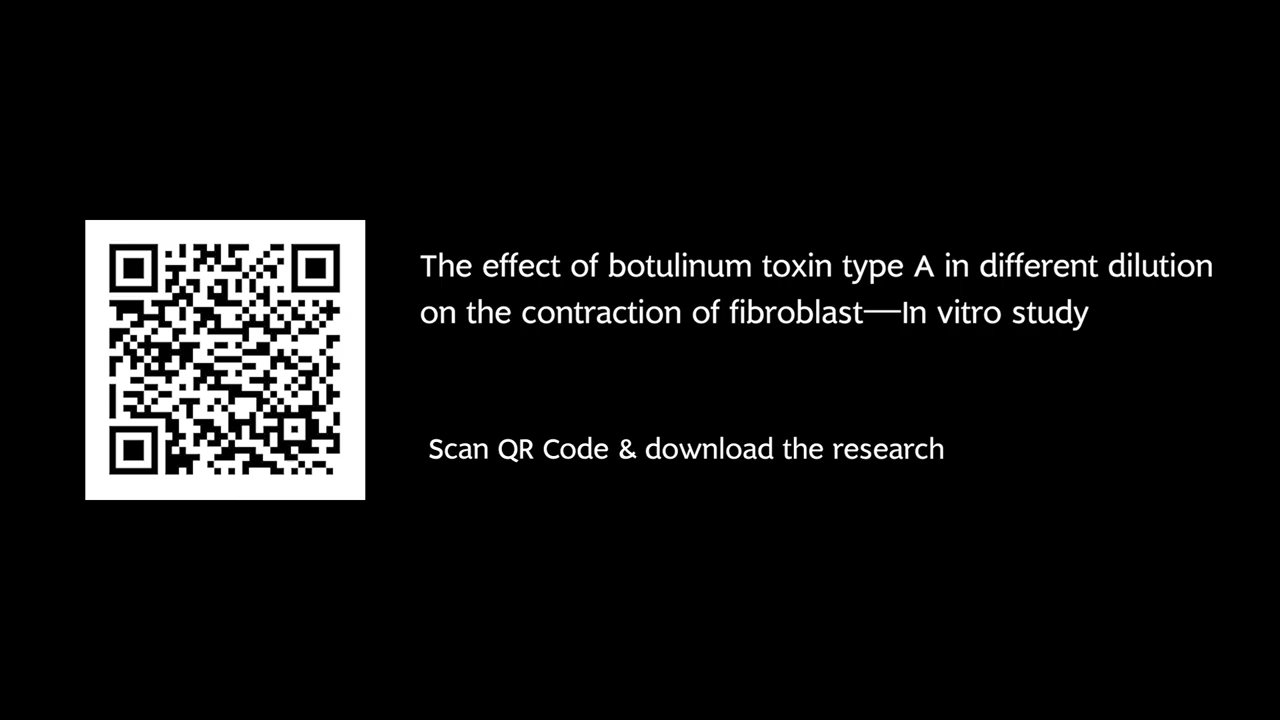 The effect of botulinum toxin type A in different dilution
on the contraction of fibroblast—In vitro study
Scan QR Code & download the research